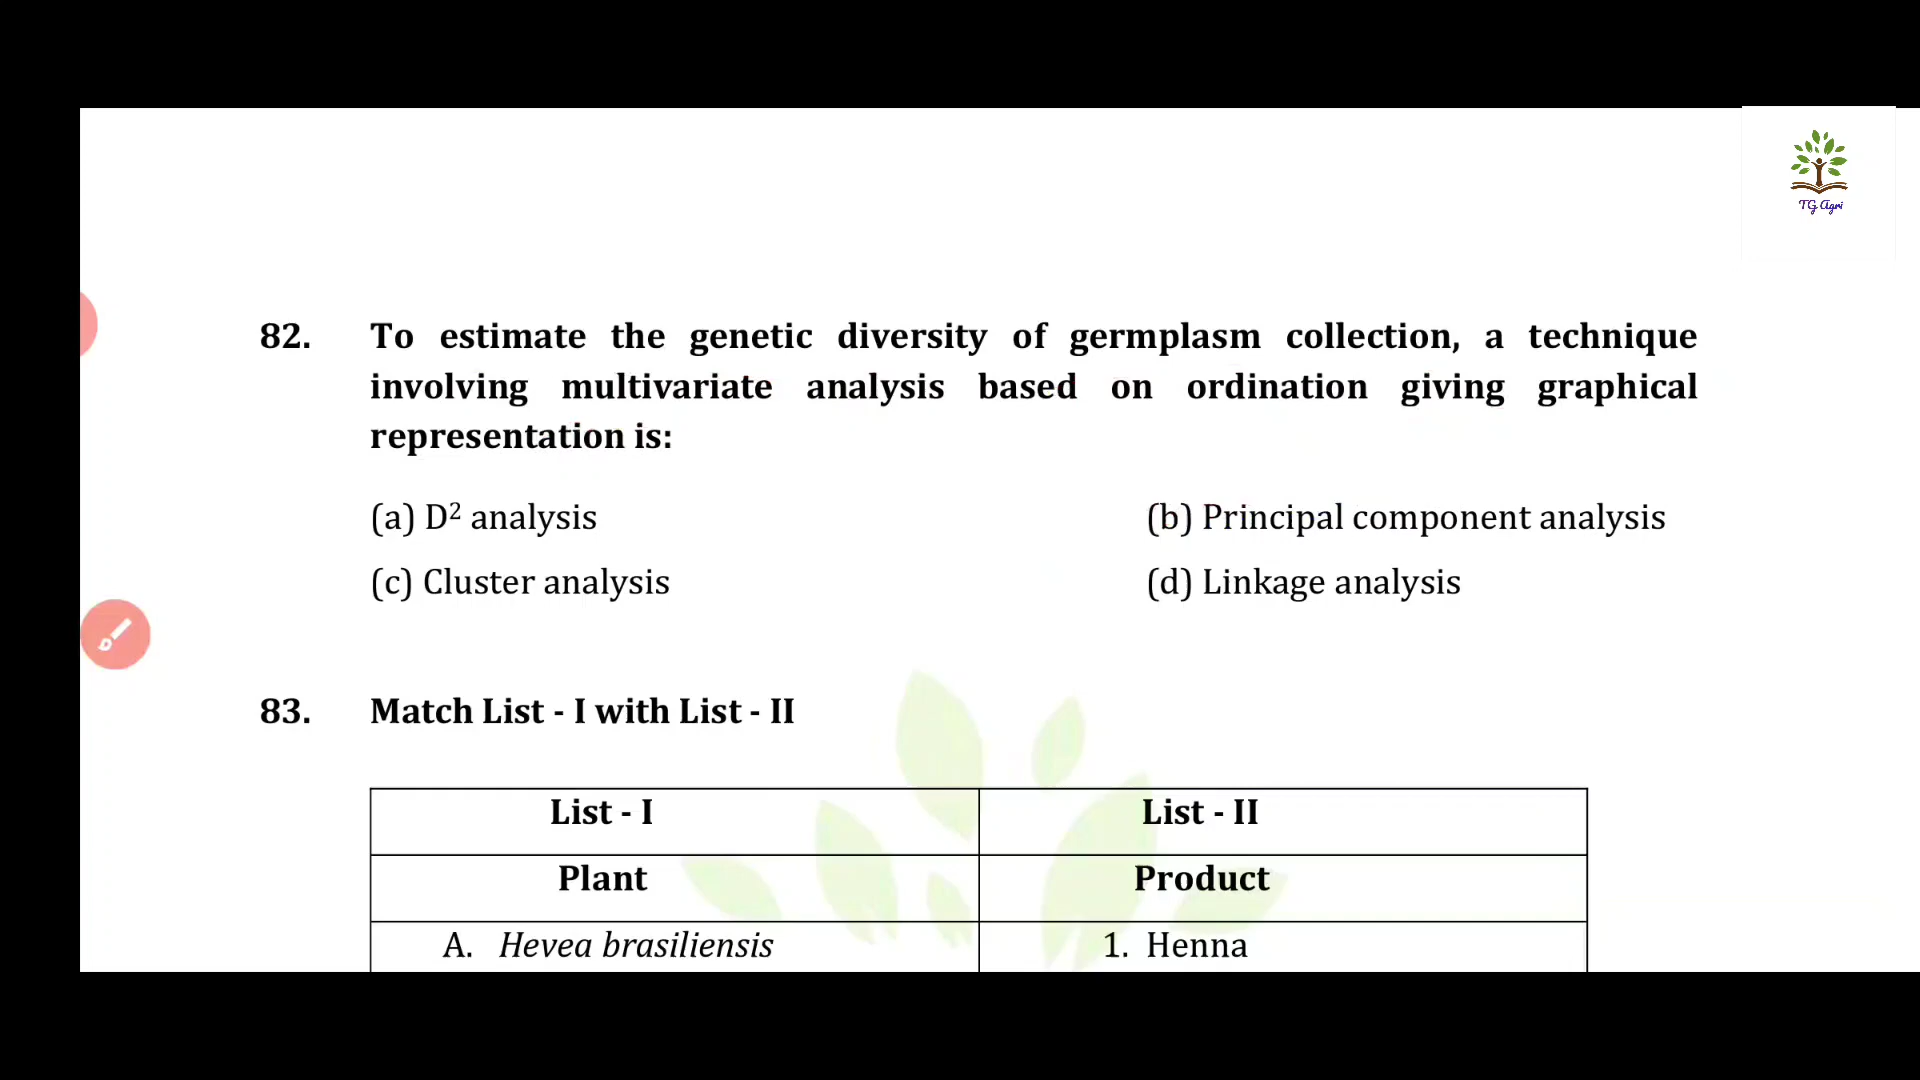 TG Agri
82. To estimate the genetic diversity of germplasm collection, a technique
involving multivariate analysis based on ordination giving graphical
representation is:
(a) D² analysis (b) Principal component analysis
(c) Cluster analysis (d) Linkage analysis
83. Match List - I with List - II
List - I List - II
Plant Product
A. Hevea brasiliensis 1. Henna